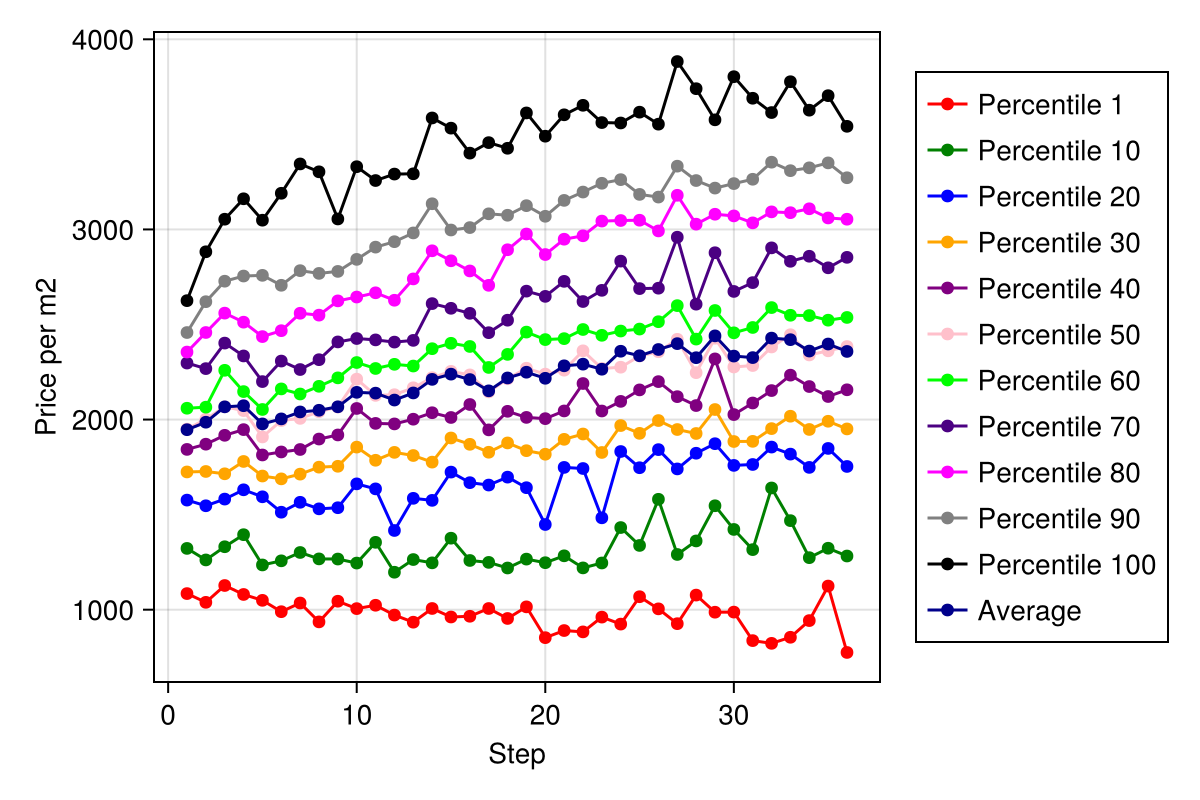 4000
3000
2000
1000
Price per m2
0
10
20
30
Step
Percentile 1
Percentile 10
Percentile 20
Percentile 30
Percentile 40
Percentile 50
Percentile 60
Percentile 70
Percentile 80
Percentile 90
Percentile 100
Average